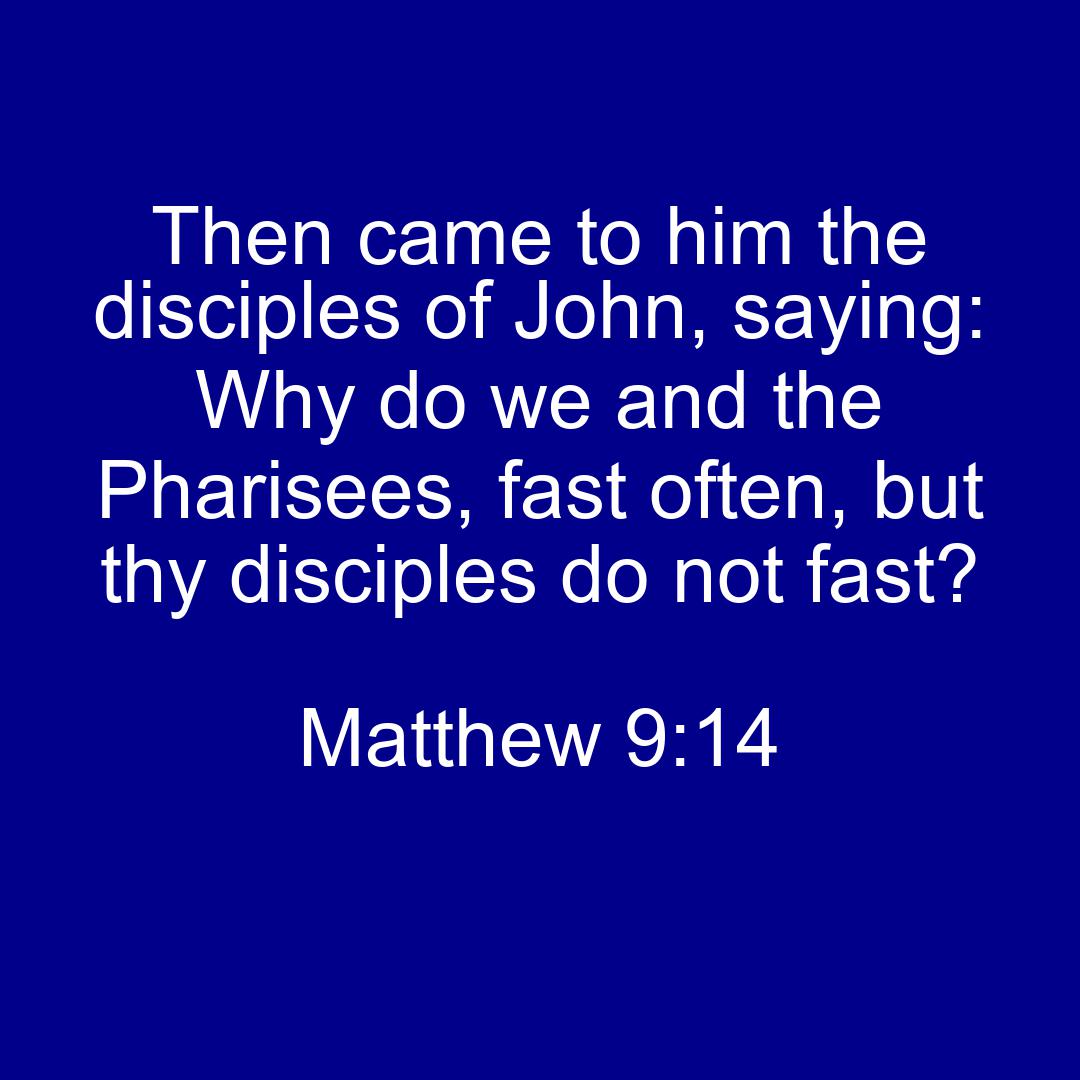 Then came to him the
disciples of John, saying:
Why do we and the
Pharisees, fast often, but
thy disciples do not fast?
Matthew 9:14